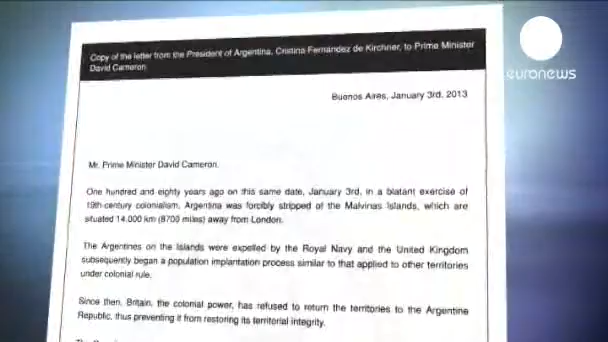 Copy of the letter from the President of Argentina, Cristina Fernandez de Kirchner, to Prime Minister
David Cameron
euronews
Buenos Aires, January 3rd, 2013
Mr. Prime Minister David Cameron,
One hundred and eighty years ago on this same date, January 3rd, in a blatant exercise of
19th-century colonialism, Argentina was forcibly stripped of the Malvinas Islands, which are
situated 14,000 km (8700 miles) away from London.
The Argentines on the Islands were expelled by the Royal Navy and the United Kingdom
subsequently began a population implantation process similar to that applied to other territories
under colonial rule.
Since then, Britain, the colonial power, has refused to return the territories to the Argentine
Republic, thus preventing it from restoring its territorial integrity.